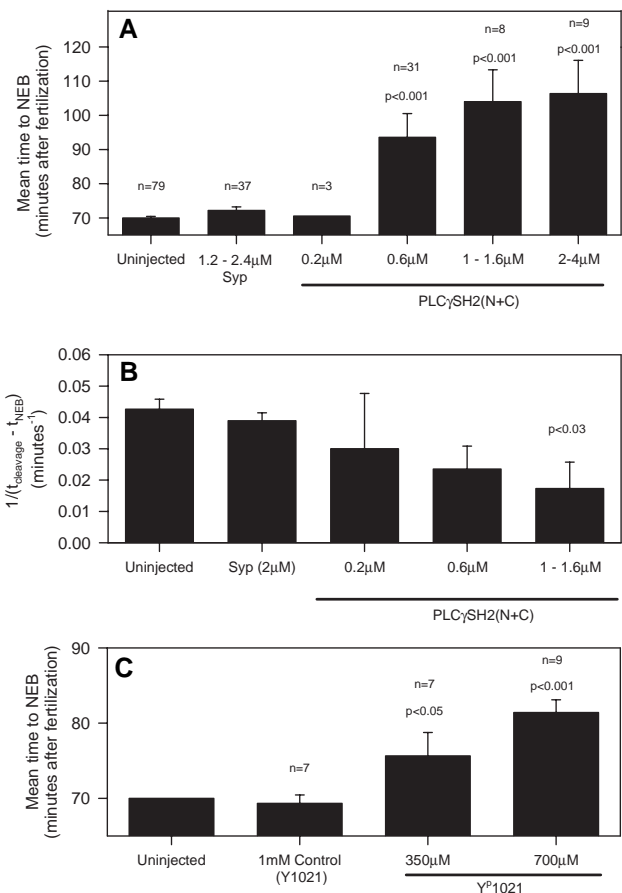 A
Mean time to NEB
(minutes after fertilization)
120
110
100
90
80
70
n=79
n=37
n=3
n=31
p<0.001
n=8
p<0.001
n=9
p<0.001
Uninjected
1.2 - 2.4μM
Syp
0.2μM
0.6μM
1 - 1.6μM
2-4μM
PLCγSH2(N+C)
B
1/(tcleavage - tNEB)
(minutes-1)
0.06
0.05
0.04
0.03
0.02
0.01
0.00
p<0.03
Uninjected
Syp (2μM)
0.2μM
0.6μM
1 - 1.6μM
PLCγSH2(N+C)
C
Mean time to NEB
(minutes after fertilization)
90
80
70
n=7
n=7
p<0.05
n=9
p<0.001
Uninjected
1mM Control
(Y1021)
350μM
700μM
YP1021